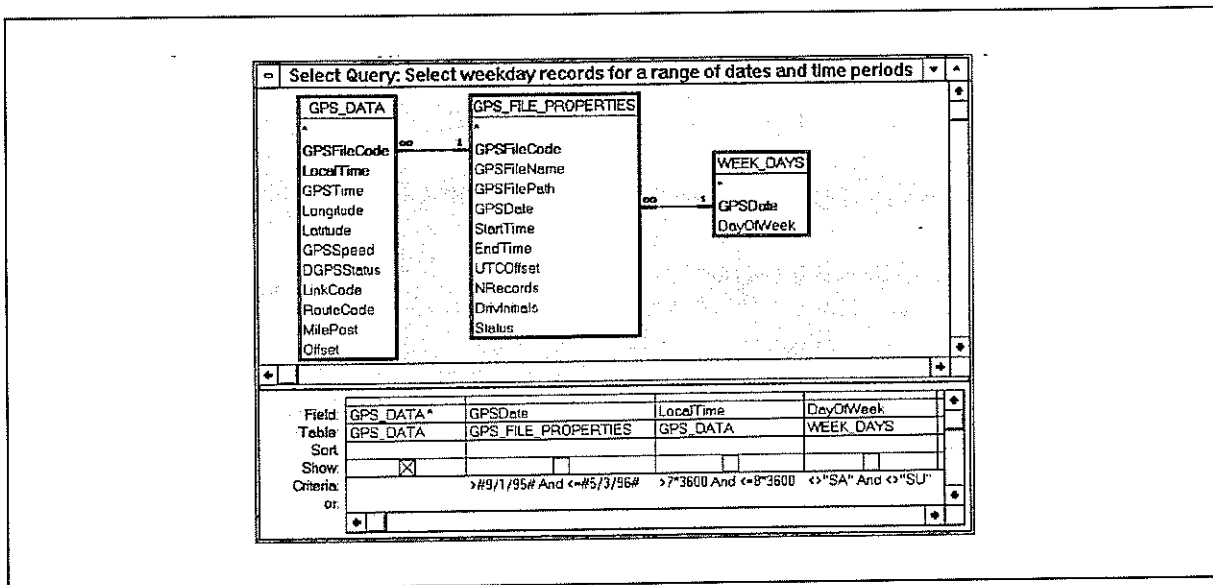 Select Query: Select weekday records for a range of dates and time periods
GPS_DATA
*
GPSFileCode
LocalTime
GPSTime
Longitude
Latitude
GPSSpeed
DGPSStatus
LinkCode
RouteCode
MilePost
Offset
∞ 1
GPS_FILE_PROPERTIES
*
GPSFileCode
GPSFileName
GPSFilePath
GPSDate
StartTime
EndTime
UTCOffset
NRecords
DrivInitials
Status
∞ 1
WEEK_DAYS
*
GPSDate
DayOfWeek
Field: GPS_DATA* GPSDate LocalTime DayOfWeek
Table: GPS_DATA GPS_FILE_PROPERTIES GPS_DATA WEEK_DAYS
Sort:
Show:
Criteria: >#9/1/95# And <=#5/3/96# >7*3600 And <=8*3600 <>"SA" And <>"SU"
or: